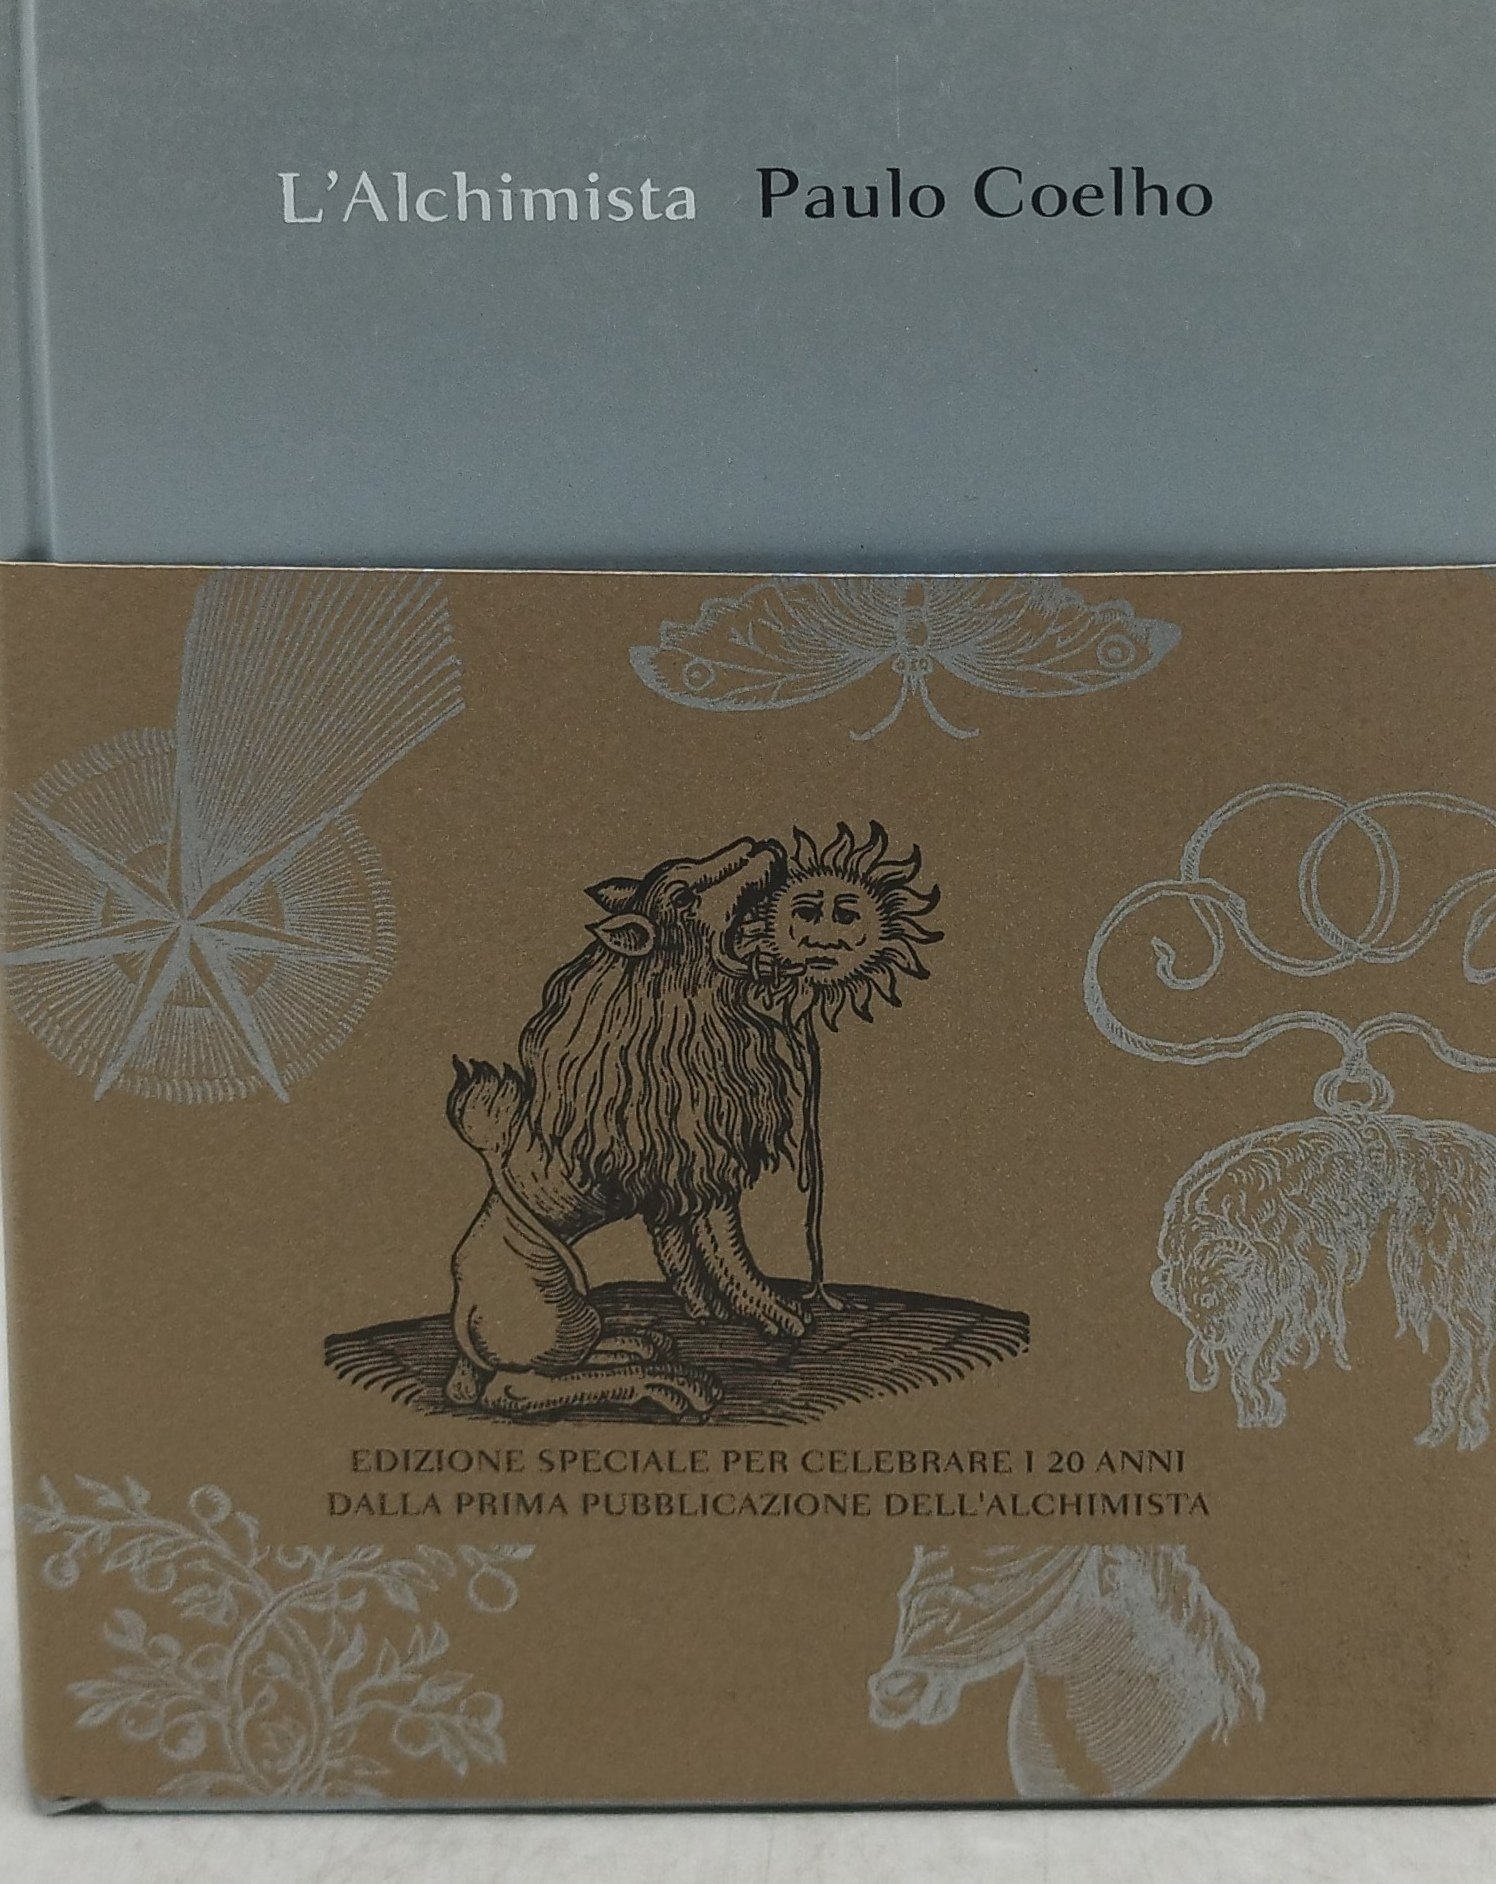 L'Alchimista Paulo Coelho
EDIZIONE SPECIALE PER CELEBRARE I 20 ANNI
DALLA PRIMA PUBBLICAZIONE DELL'ALCHIMISTA